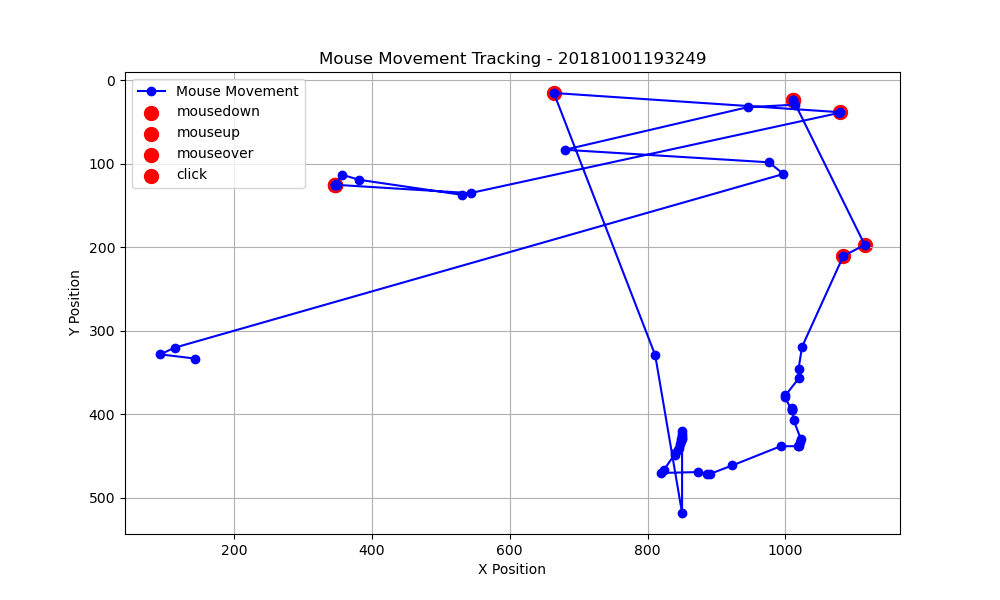 Mouse Movement Tracking - 20181001193249
Mouse Movement
mousedown
mouseup
mouseover
click
0
100
200
300
400
500
Y Position
200
400
600
800
1000
X Position